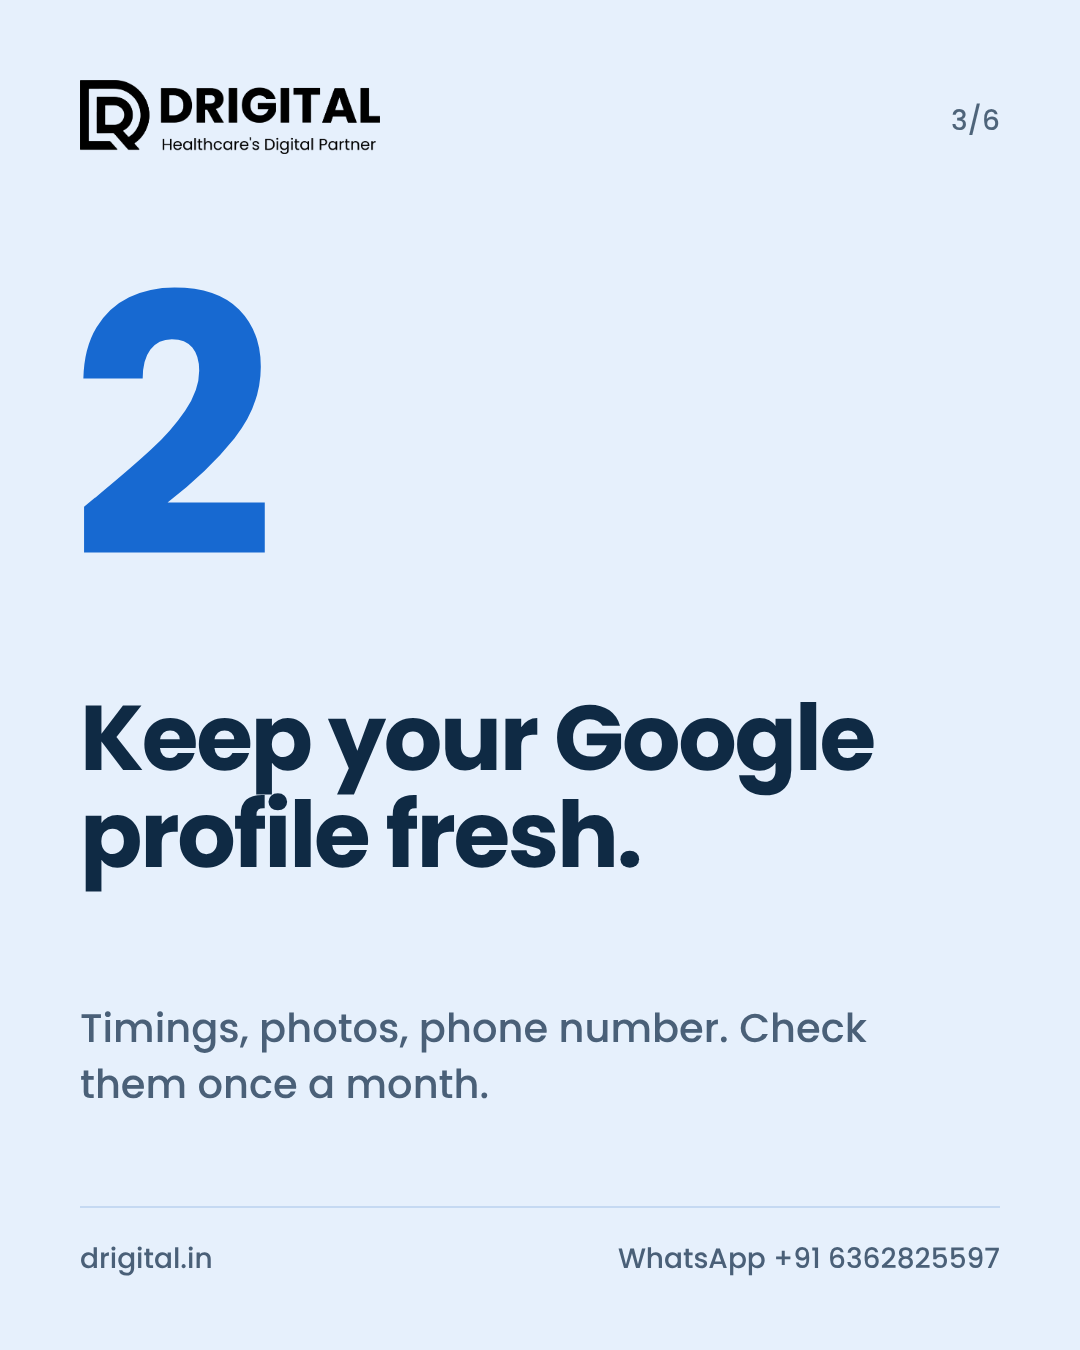 DRIGITAL
Healthcare's Digital Partner
3/6
2
Keep your Google
profile fresh.
Timings, photos, phone number. Check
them once a month.
drigital.in
WhatsApp +91 6362825597